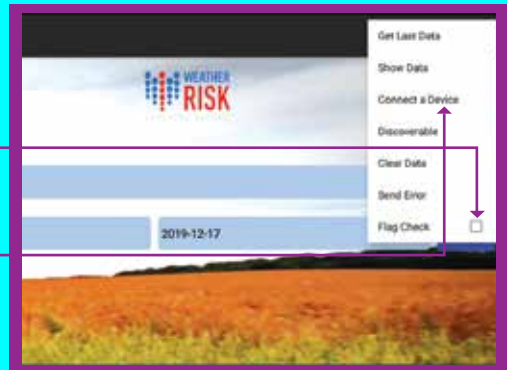 Get Last Data
Show Data
WEATHER
RISK
Connect a Device
Discoverable
Clear Data
Send Error
Flag Check
2019-12-17